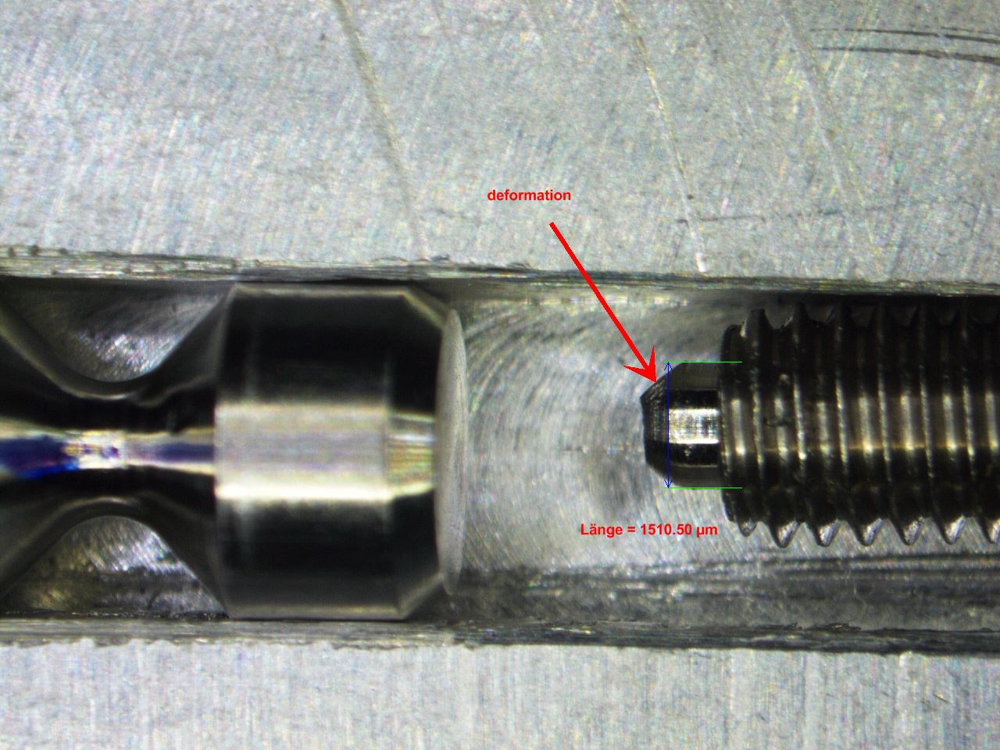 deformation
Länge = 1510.50 µm